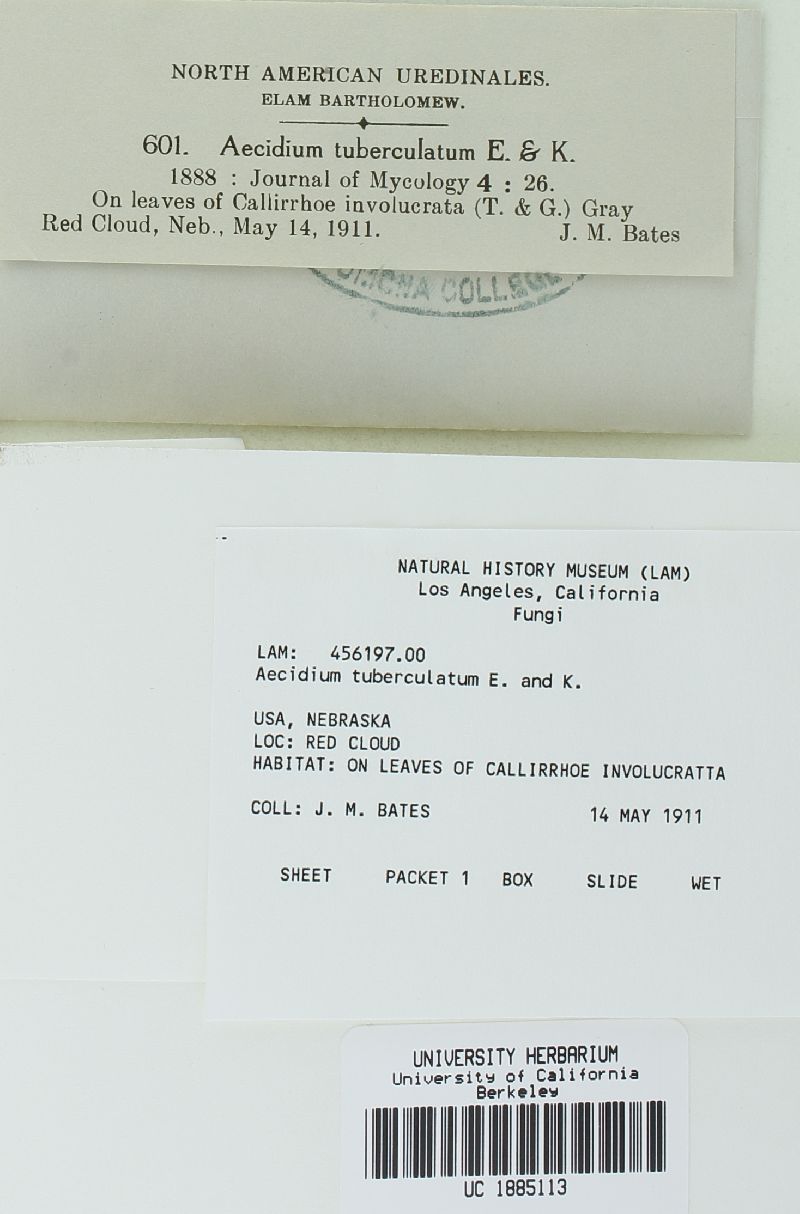 NORTH AMERICAN UREDINALES.
ELAM BARTHOLOMEW.
601. Aecidium tuberculatum E. & K.
1888 : Journal of Mycology 4 : 26.
On leaves of Callirrhoe involucrata (T. & G.) Gray
Red Cloud, Neb., May 14, 1911. J. M. Bates
COLLEGE
NATURAL HISTORY MUSEUM (LAM)
Los Angeles, California
Fungi
LAM: 456197.00
Aecidium tuberculatum E. and K.
USA, NEBRASKA
LOC: RED CLOUD
HABITAT: ON LEAVES OF CALLIRRHOE INVOLUCRATTA
COLL: J. M. BATES 14 MAY 1911
SHEET PACKET 1 BOX SLIDE WET
UNIVERSITY HERBARIUM
University of California
Berkeley
UC 1885113